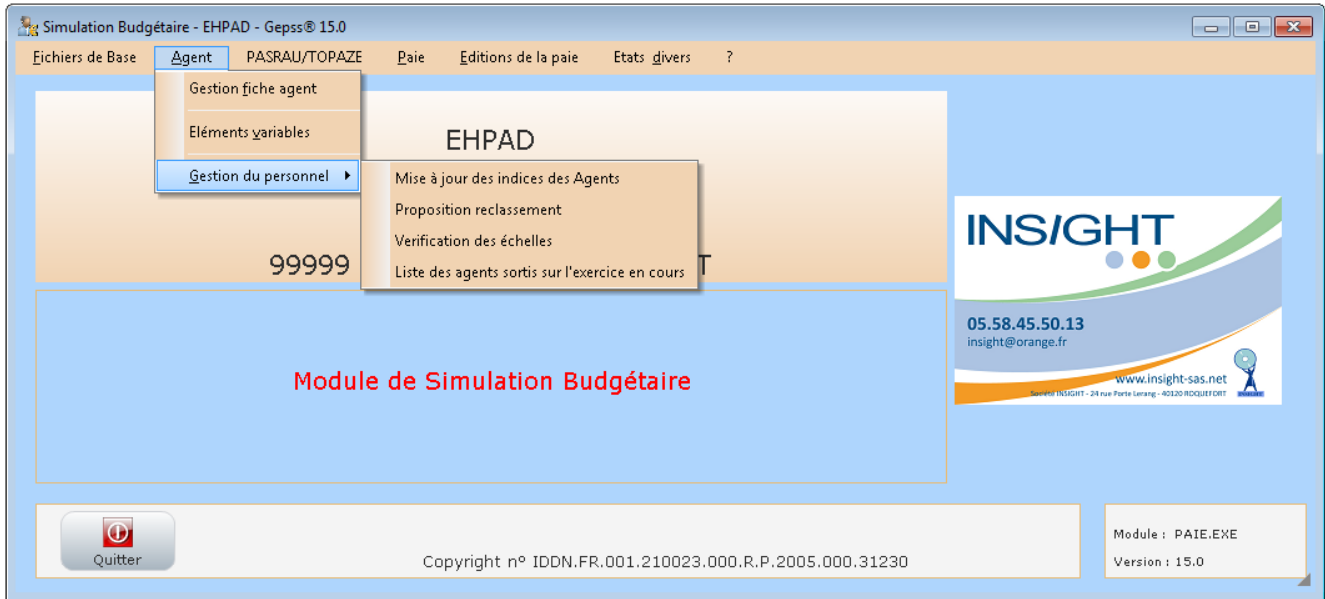 Simulation Budgétaire - EHPAD - Gepss® 15.0
Fichiers de Base Agent PASRAU/TOPAZE Paie Editions de la paie Etats divers ?
Gestion fiche agent
Eléments variables
Gestion du personnel
Mise à jour des indices des Agents
Proposition reclassement
Verification des échelles
Liste des agents sortis sur l'exercice en cours
EHPAD
99999 T
Module de Simulation Budgétaire
INSIGHT
05.58.45.50.13
insight@orange.fr
www.insight-sas.net
Société INSIGHT - 24 rue Porte Lerang - 40120 ROQUEFORT
Quitter
Copyright nº IDDN.FR.001.210023.000.R.P.2005.000.31230
Module : PAIE.EXE
Version : 15.0